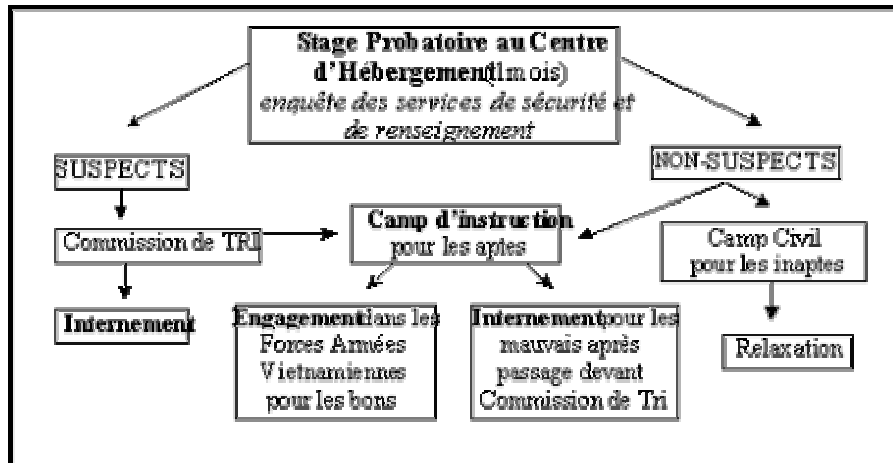 Stage Probatoire au Centre
d'Hébergement(1mois)
enquête des services de sécurité et
de renseignement
SUSPECTS
NON-SUSPECTS
Commission de TRI
Camp d'instruction
pour les aptes
Camp Civil
pour les inaptes
Internement
Engagement dans les
Forces Armées
Vietnamiennes
pour les bons
Internement pour les
mauvais après
passage devant
Commission de Tri
Relaxation